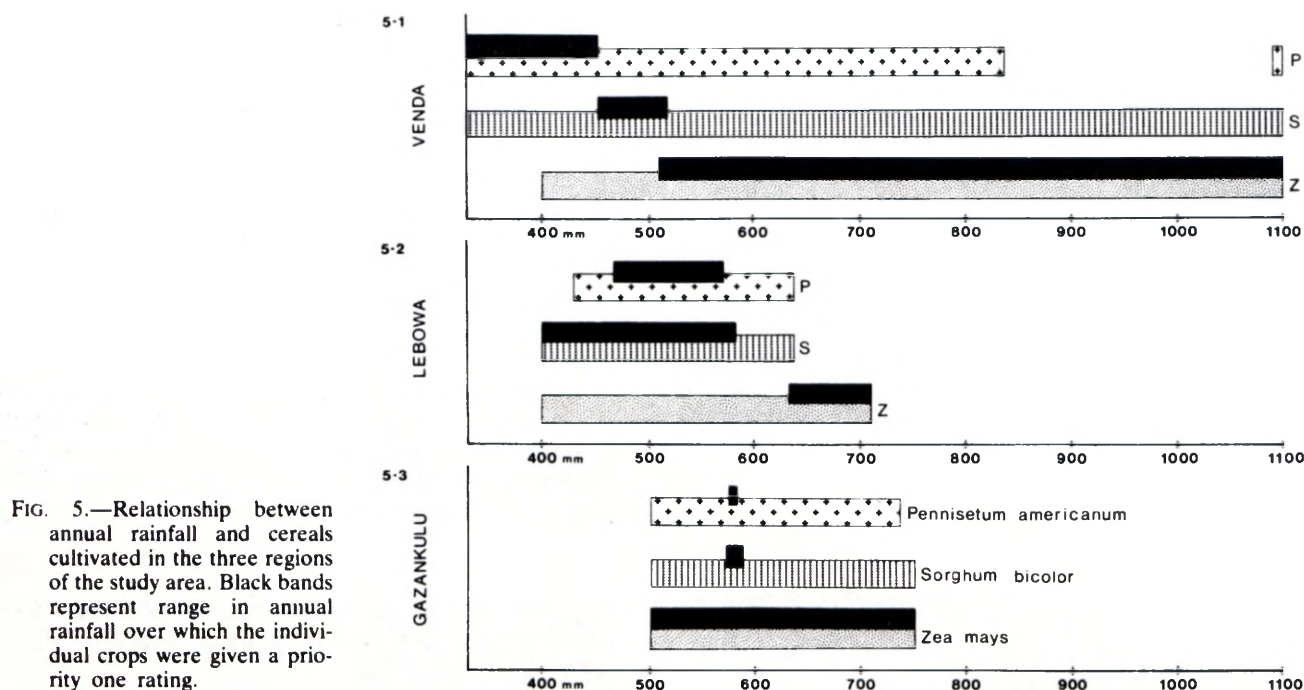 5·1
VENDA
P
S
Z
400 mm 500 600 700 800 900 1000 1100
5·2
LEBOWA
P
S
Z
400 mm 500 600 700 800 900 1000 1100
5·3
GAZANKULU
Pennisetum americanum
Sorghum bicolor
Zea mays
400 mm 500 600 700 800 900 1000 1100
FIG. 5.—Relationship between
annual rainfall and cereals
cultivated in the three regions
of the study area. Black bands
represent range in annual
rainfall over which the indivi-
dual crops were given a prio-
rity one rating.